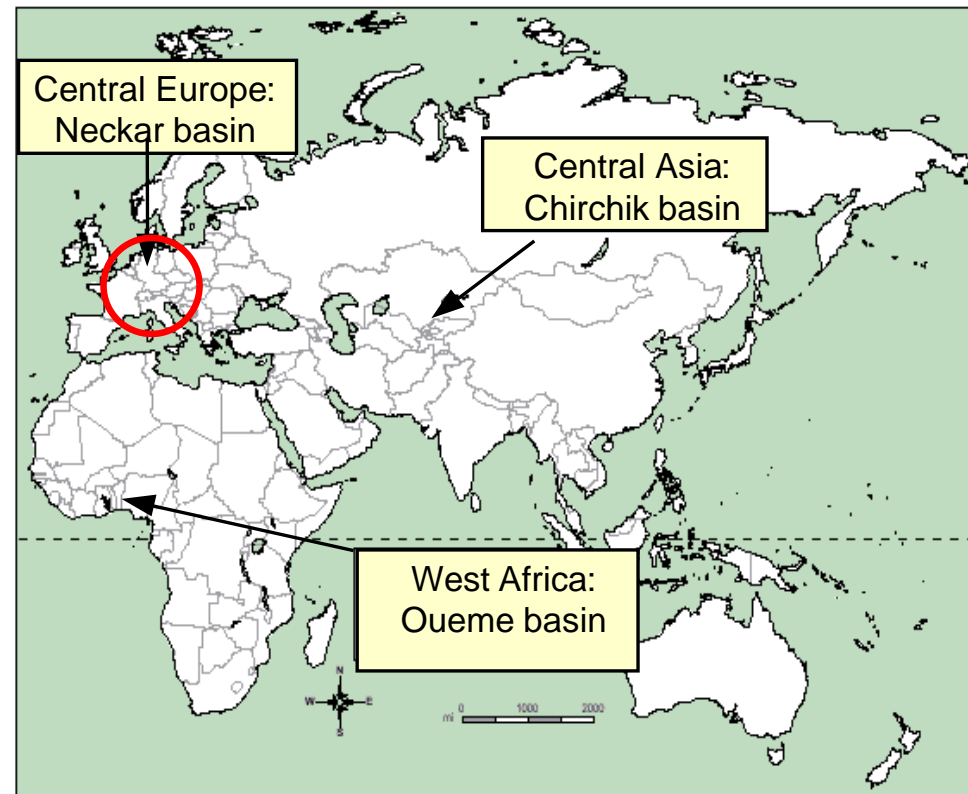 Central Europe:
Neckar basin
Central Asia:
Chirchik basin
West Africa:
Oueme basin
N
W E
S
mi 0 1000 2000